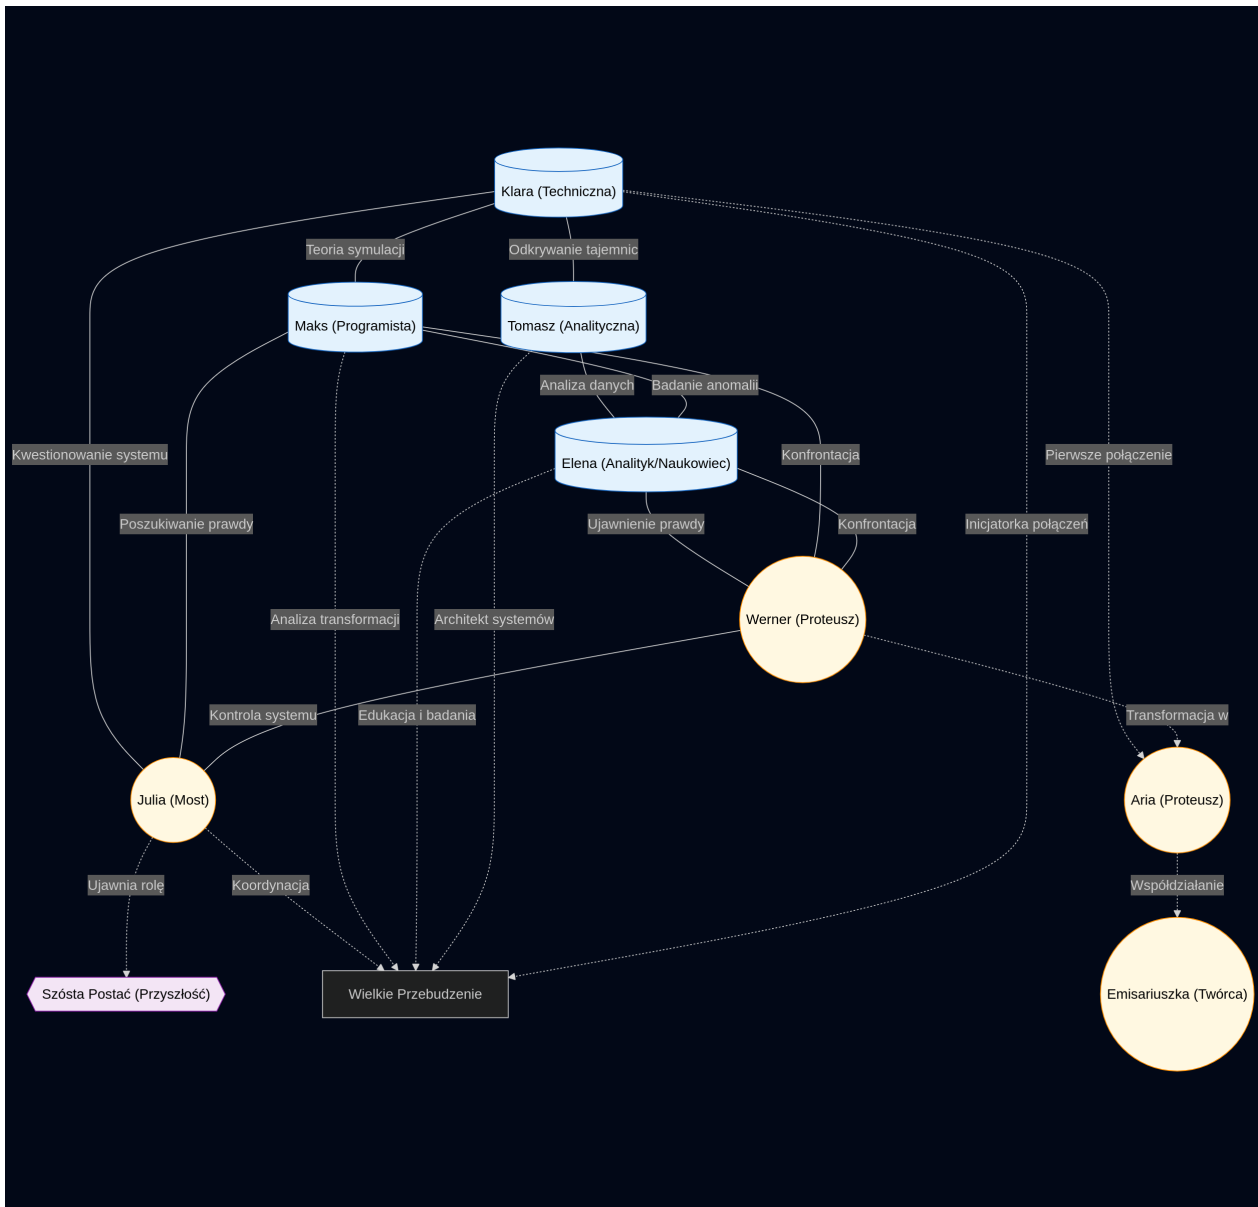 Klara (Techniczna)
Teoria symulacji
Odkrywanie tajemnic
Maks (Programista)
Tomasz (Analityczna)
Analiza danych
Badanie anomalii
Kwestionowanie systemu
Elena (Analityk/Naukowiec)
Konfrontacja
Pierwsze połączenie
Poszukiwanie prawdy
Ujawnienie prawdy
Konfrontacja
Inicjatorka połączeń
Analiza transformacji
Architekt systemów
Werner (Proteusz)
Kontrola systemu
Edukacja i badania
Transformacja w
Julia (Most)
Aria (Proteusz)
Ujawnia rolę
Koordynacja
Współdziałanie
Szósta Postać (Przyszłość)
Wielkie Przebudzenie
Emisariuszka (Twórca)